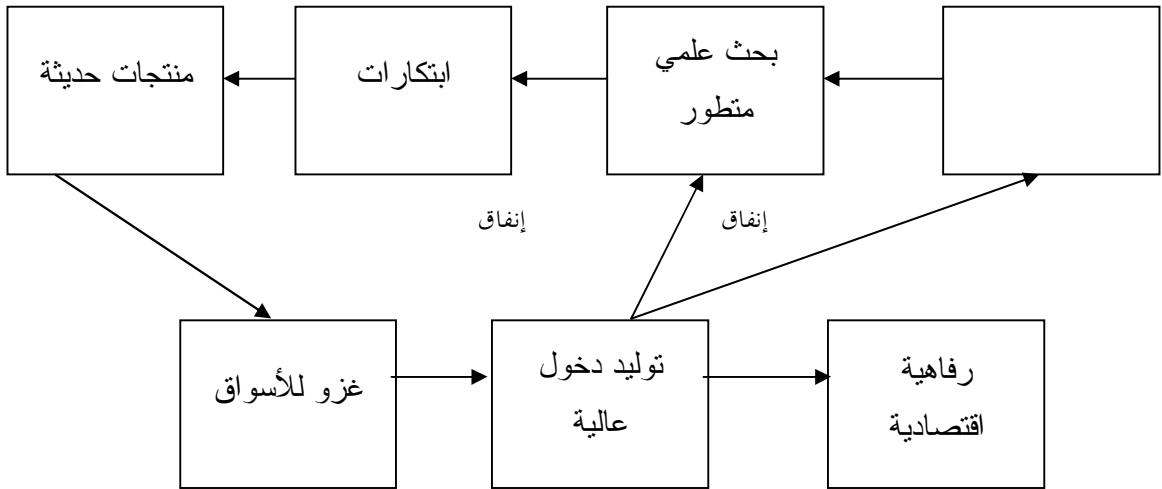 بحث علمي
متطور
ابتكارات
منتجات حديثة
إنفاق
إنفاق
غزو للأسواق
توليد دخول
عالية
رفاهية
اقتصادية